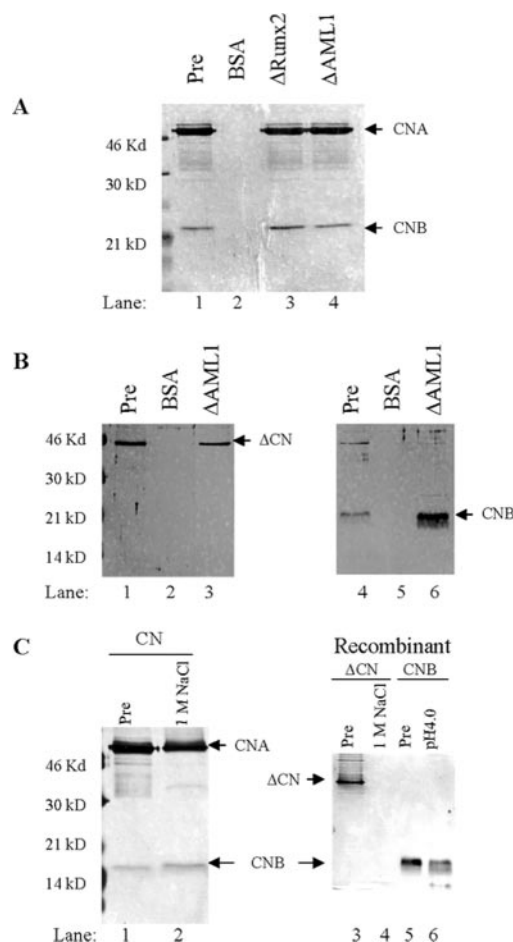 A
Pre
BSA
ΔRunx2
ΔAML1
CNA
46 Kd
30 kD
CNB
21 kD
Lane: 1 2 3 4
B
Pre
BSA
ΔAML1
Pre
BSA
ΔAML1
46 Kd
ΔCN
30 kD
21 kD
CNB
14 kD
Lane: 1 2 3 4 5 6
C
CN
Recombinant
ΔCN CNB
Pre
1 M NaCl
Pre
1 M NaCl
Pre
pH4.0
CNA
46 Kd
ΔCN
30 kD
21 kD
CNB
14 kD
Lane: 1 2 3 4 5 6